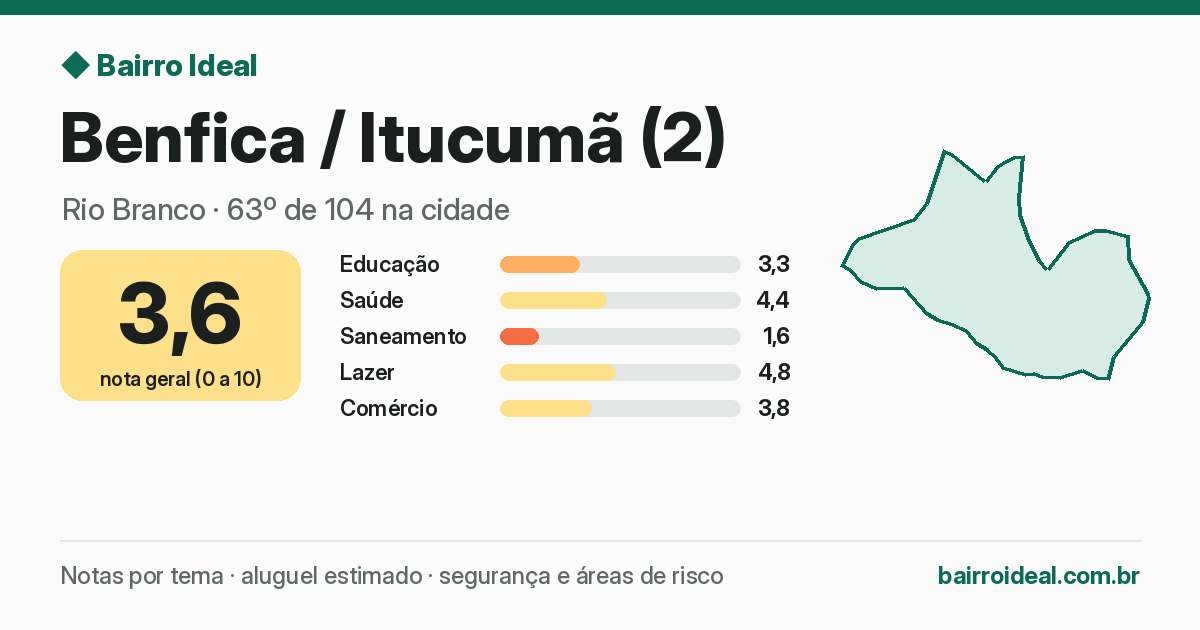 Bairro Ideal
Benfica / Itucumã (2)
Rio Branco · 63º de 104 na cidade
3,6
nota geral (0 a 10)
Educação 3,3
Saúde 4,4
Saneamento 1,6
Lazer 4,8
Comércio 3,8
Notas por tema · aluguel estimado · segurança e áreas de risco
bairroideal.com.br